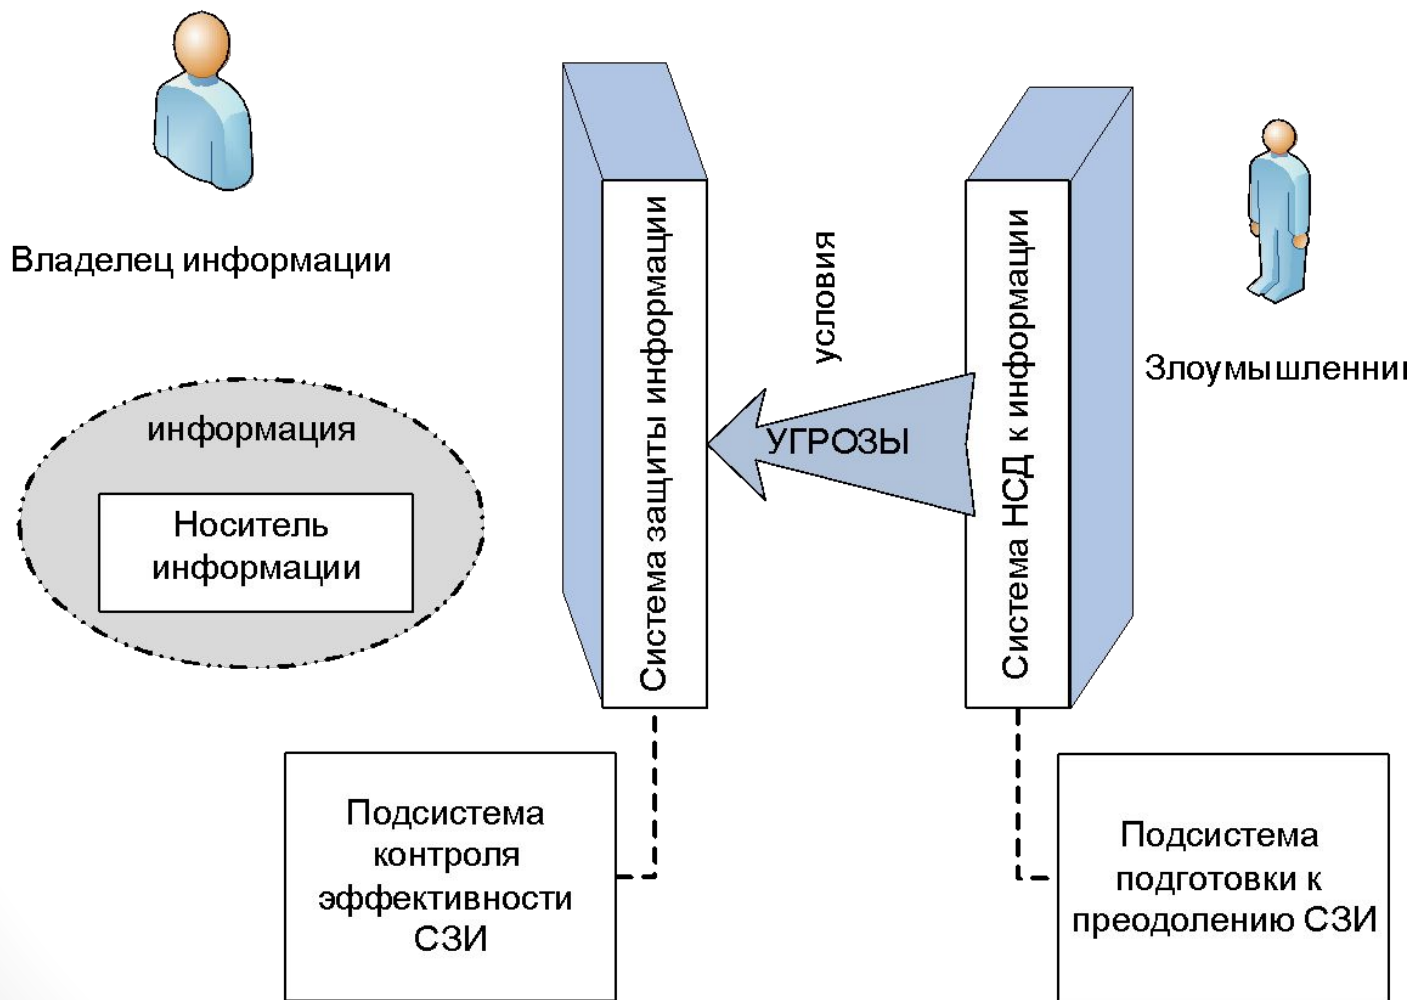 Владелец информации
информация
Носитель
информации
Система защиты информации
условия
УГРОЗЫ
Система НСД к информации
Злоумышленни
Подсистема
контроля
эффективности
СЗИ
Подсистема
подготовки к
преодолению СЗИ